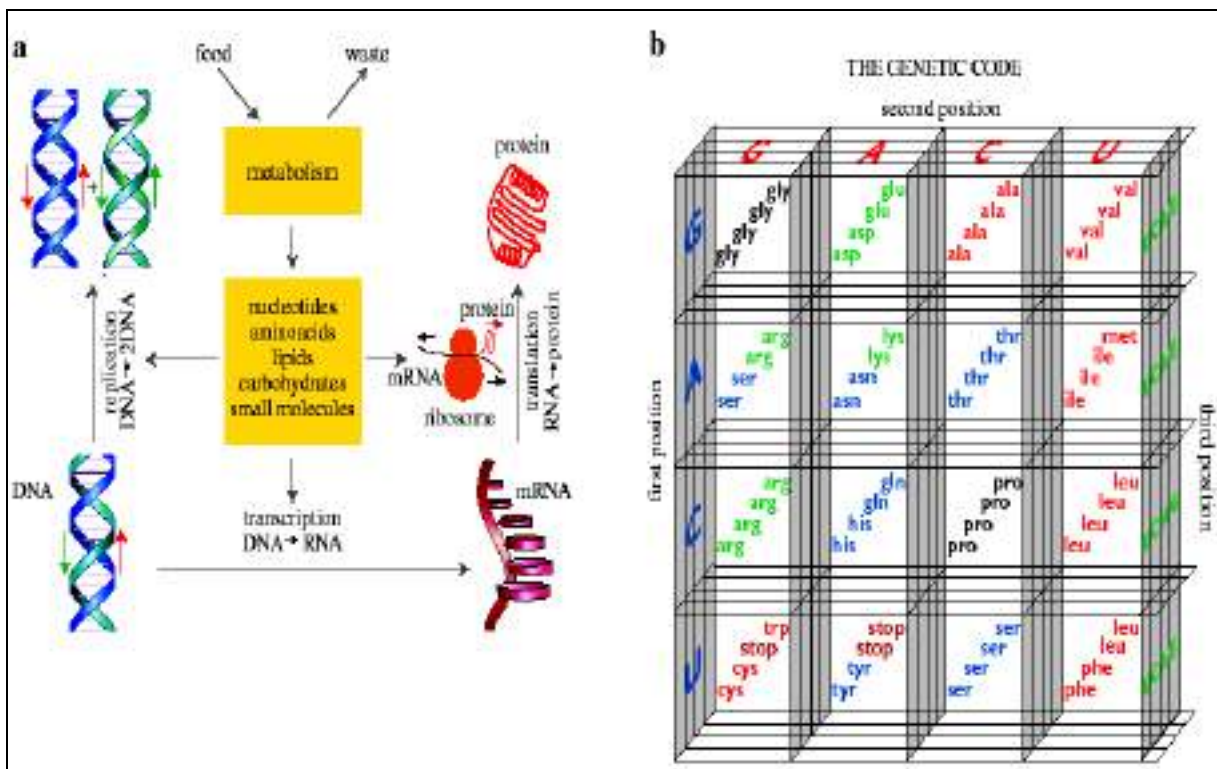 a
food
waste
metabolism
protein
nucleotides
aminoacids
lipids
carbohydrates
small molecules
replication
DNA → 2DNA
protein
mRNA
ribosome
translation
RNA → protein
DNA
transcription
DNA → RNA
mRNA
b
THE GENETIC CODE
second position
G A C U
first position
third position
G
gly glu ala val
gly glu ala val
gly asp ala val
gly asp ala val
A
arg lys thr met
arg lys thr ile
ser asn thr ile
ser asn thr ile
C
arg gln pro leu
arg gln pro leu
arg his pro leu
arg his pro leu
U
trp stop ser leu
stop stop ser leu
cys tyr ser phe
cys tyr ser phe